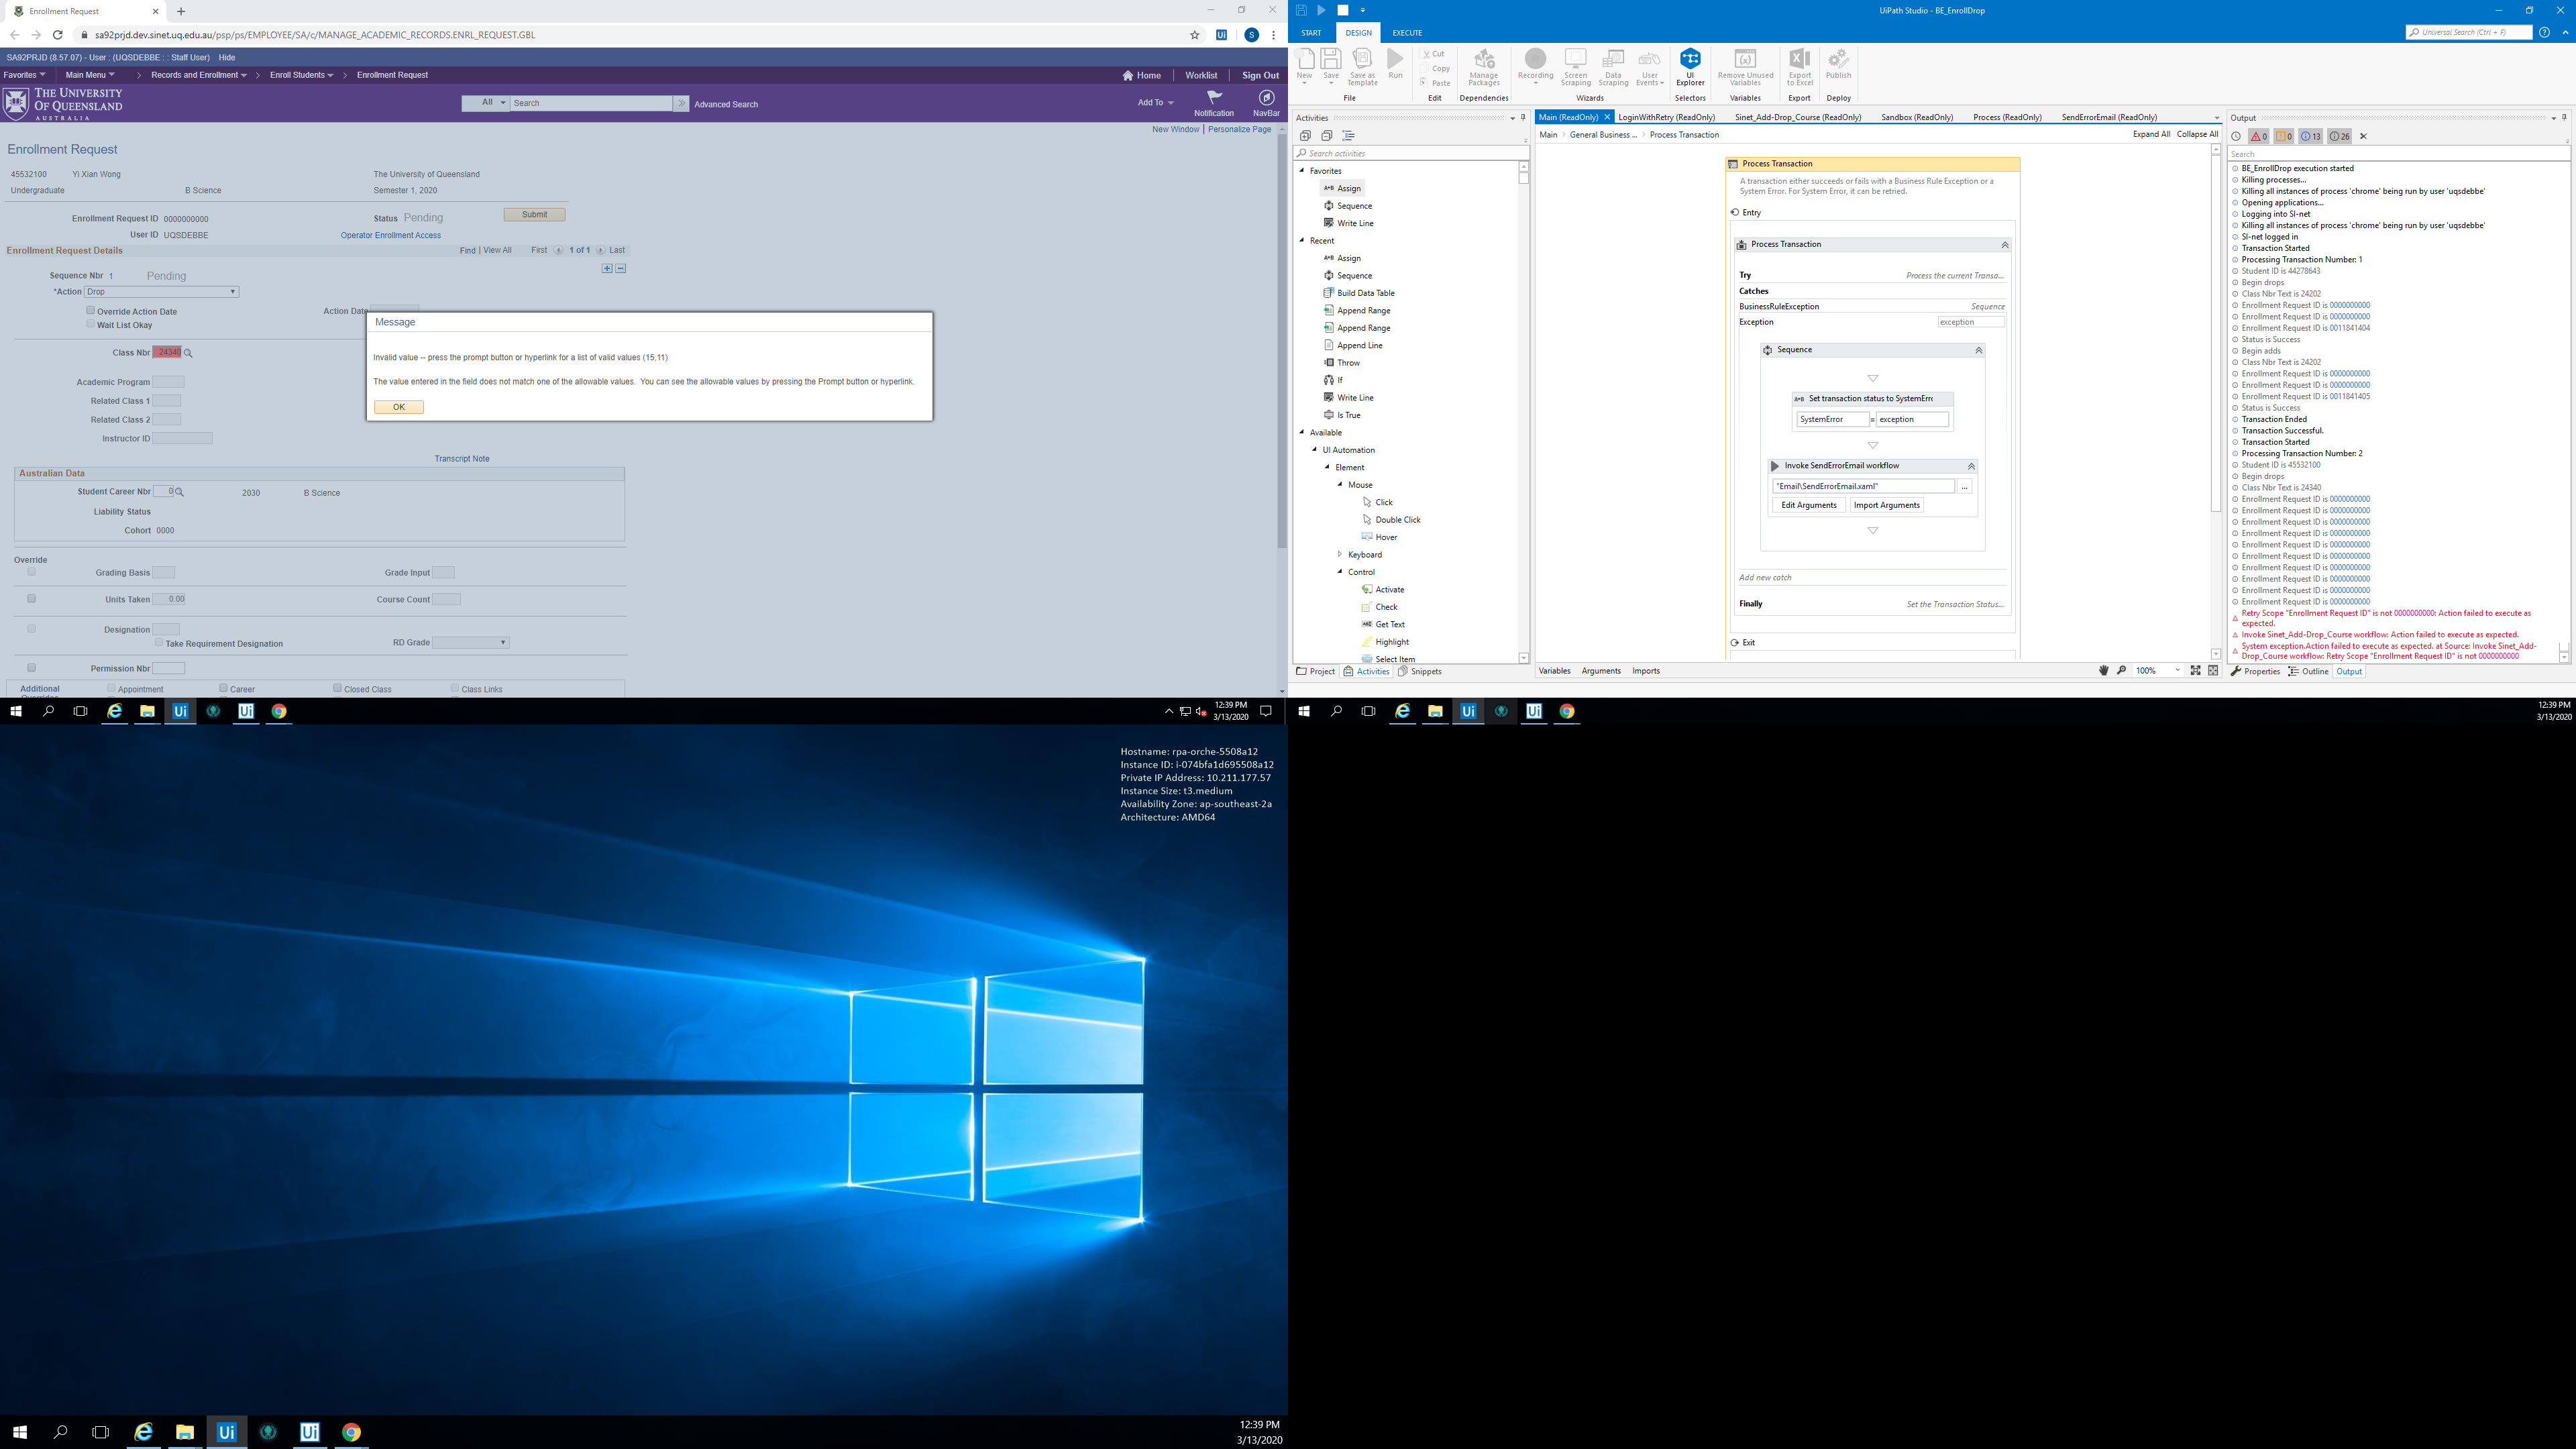 Enrollment Request
sa92prjd.dev.sinet.uq.edu.au/psp/ps/EMPLOYEE/SA/c/MANAGE_ACADEMIC_RECORDS.ENRL_REQUEST.GBL
SA92PRJD (8.57.07) - User : (UQSDEBBE : : Staff User) Hide
Favorites Main Menu Records and Enrollment Enroll Students Enrollment Request
Home Worklist Sign Out
THE UNIVERSITY
OF QUEENSLAND
AUSTRALIA
All Search Advanced Search
Add To Notification NavBar
New Window | Personalize Page
Enrollment Request
45532100 Yi Xian Wong The University of Queensland
Undergraduate B Science Semester 1, 2020
Enrollment Request ID 0000000000 Status Pending Submit
User ID UQSDEBBE Operator Enrollment Access
Enrollment Request Details Find | View All First 1 of 1 Last
Sequence Nbr 1 Pending
*Action Drop
Override Action Date Action Date
Wait List Okay
Class Nbr 24340
Academic Program
Related Class 1
Related Class 2
Instructor ID
Message
Invalid value -- press the prompt button or hyperlink for a list of valid values (15,11)
The value entered in the field does not match one of the allowable values. You can see the allowable values by pressing the Prompt button or hyperlink.
OK
Transcript Note
Australian Data
Student Career Nbr 0 2030 B Science
Liability Status
Cohort 0000
Override
Grading Basis Grade Input
Units Taken 0.00 Course Count
Designation
Take Requirement Designation RD Grade
Permission Nbr
Additional Appointment Career Closed Class Class Links
12:39 PM
3/13/2020
UiPath Studio - BE_EnrollDrop
START DESIGN EXECUTE
Universal Search (Ctrl + F)
New Save Save as Template Run
Cut
Copy
Paste
Manage Packages
Recording Screen Scraping Data Scraping User Events
UI Explorer
Remove Unused Variables
Export to Excel
Publish
File Edit Dependencies Wizards Selectors Variables Export Deploy
Activities
Search activities
Favorites
Assign
Sequence
Write Line
Recent
Assign
Sequence
Build Data Table
Append Range
Append Range
Append Line
Throw
If
Write Line
Is True
Available
UI Automation
Element
Mouse
Click
Double Click
Hover
Keyboard
Control
Activate
Check
Get Text
Highlight
Select Item
Project Activities Snippets
Main (ReadOnly) LoginWithRetry (ReadOnly) Sinet_Add-Drop_Course (ReadOnly) Sandbox (ReadOnly) Process (ReadOnly) SendErrorEmail (ReadOnly)
Main > General Business ... > Process Transaction
Expand All Collapse All
Process Transaction
A transaction either succeeds or fails with a Business Rule Exception or a
System Error. For System Error, it can be retried.
Entry
Process Transaction
Try Process the current Transa...
Catches
BusinessRuleException Sequence
Exception exception
Sequence
A+B Set transaction status to SystemErr
SystemError = exception
Invoke SendErrorEmail workflow
"Email\SendErrorEmail.xaml" ...
Edit Arguments Import Arguments
Add new catch
Finally Set the Transaction Status...
Exit
Variables Arguments Imports
100%
Output
0 0 13 26
Search
BE_EnrollDrop execution started
Killing processes...
Killing all instances of process 'chrome' being run by user 'uqsdebbe'
Opening applications...
Logging into SI-net
Killing all instances of process 'chrome' being run by user 'uqsdebbe'
SI-net logged in
Transaction Started
Processing Transaction Number: 1
Student ID is 44278643
Begin drops
Class Nbr Text is 24202
Enrollment Request ID is 0000000000
Enrollment Request ID is 0000000000
Enrollment Request ID is 0011841404
Status is Success
Begin adds
Class Nbr Text is 24202
Enrollment Request ID is 0000000000
Enrollment Request ID is 0000000000
Enrollment Request ID is 0011841405
Status is Success
Transaction Ended
Transaction Successful.
Transaction Started
Processing Transaction Number: 2
Student ID is 45532100
Begin drops
Class Nbr Text is 24340
Enrollment Request ID is 0000000000
Enrollment Request ID is 0000000000
Enrollment Request ID is 0000000000
Enrollment Request ID is 0000000000
Enrollment Request ID is 0000000000
Enrollment Request ID is 0000000000
Enrollment Request ID is 0000000000
Enrollment Request ID is 0000000000
Enrollment Request ID is 0000000000
Enrollment Request ID is 0000000000
Retry Scope "Enrollment Request ID" is not 0000000000: Action failed to execute as
expected.
Invoke Sinet_Add-Drop_Course workflow: Action failed to execute as expected.
System exception.Action failed to execute as expected. at Source: Invoke Sinet_Add-
Drop_Course workflow: Retry Scope "Enrollment Request ID" is not 0000000000
Properties Outline Output
12:39 PM
3/13/2020
Hostname: rpa-orche-5508a12
Instance ID: i-074bfa1d695508a12
Private IP Address: 10.211.177.57
Instance Size: t3.medium
Availability Zone: ap-southeast-2a
Architecture: AMD64
12:39 PM
3/13/2020